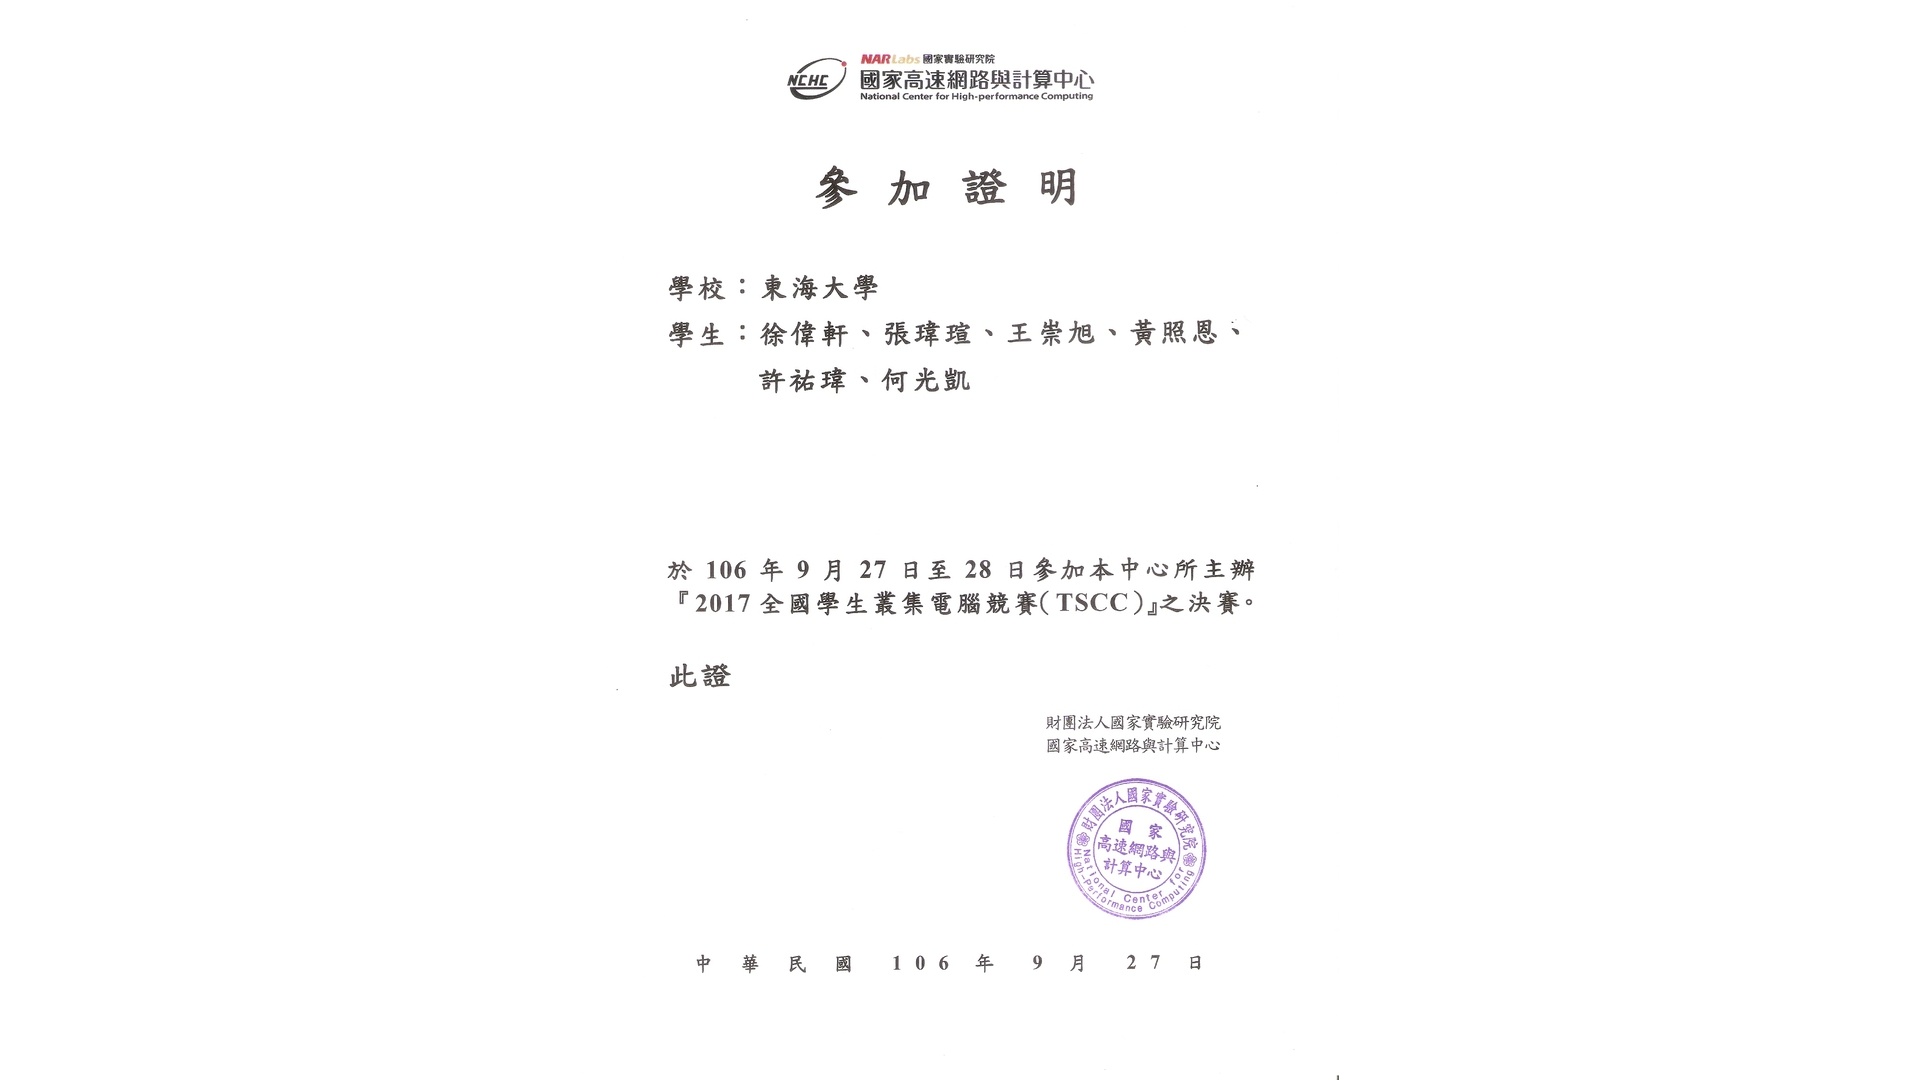 NARLabs 國家實驗研究院
NCHC
國家高速網路與計算中心
National Center for High-performance Computing
參加證明
學校：東海大學
學生：徐偉軒、張瑋瑄、王崇旭、黃照恩、
許祐瑋、何光凱
於 106 年 9 月 27 日至 28 日參加本中心所主辦
『2017 全國學生叢集電腦競賽(TSCC)』之決賽。
此證
財團法人國家實驗研究院
國家高速網路與計算中心
財團法人國家實驗研究院
國家
高速網路與
計算中心
National Center for
High-Performance Computing
中華民國 106 年 9 月 27 日